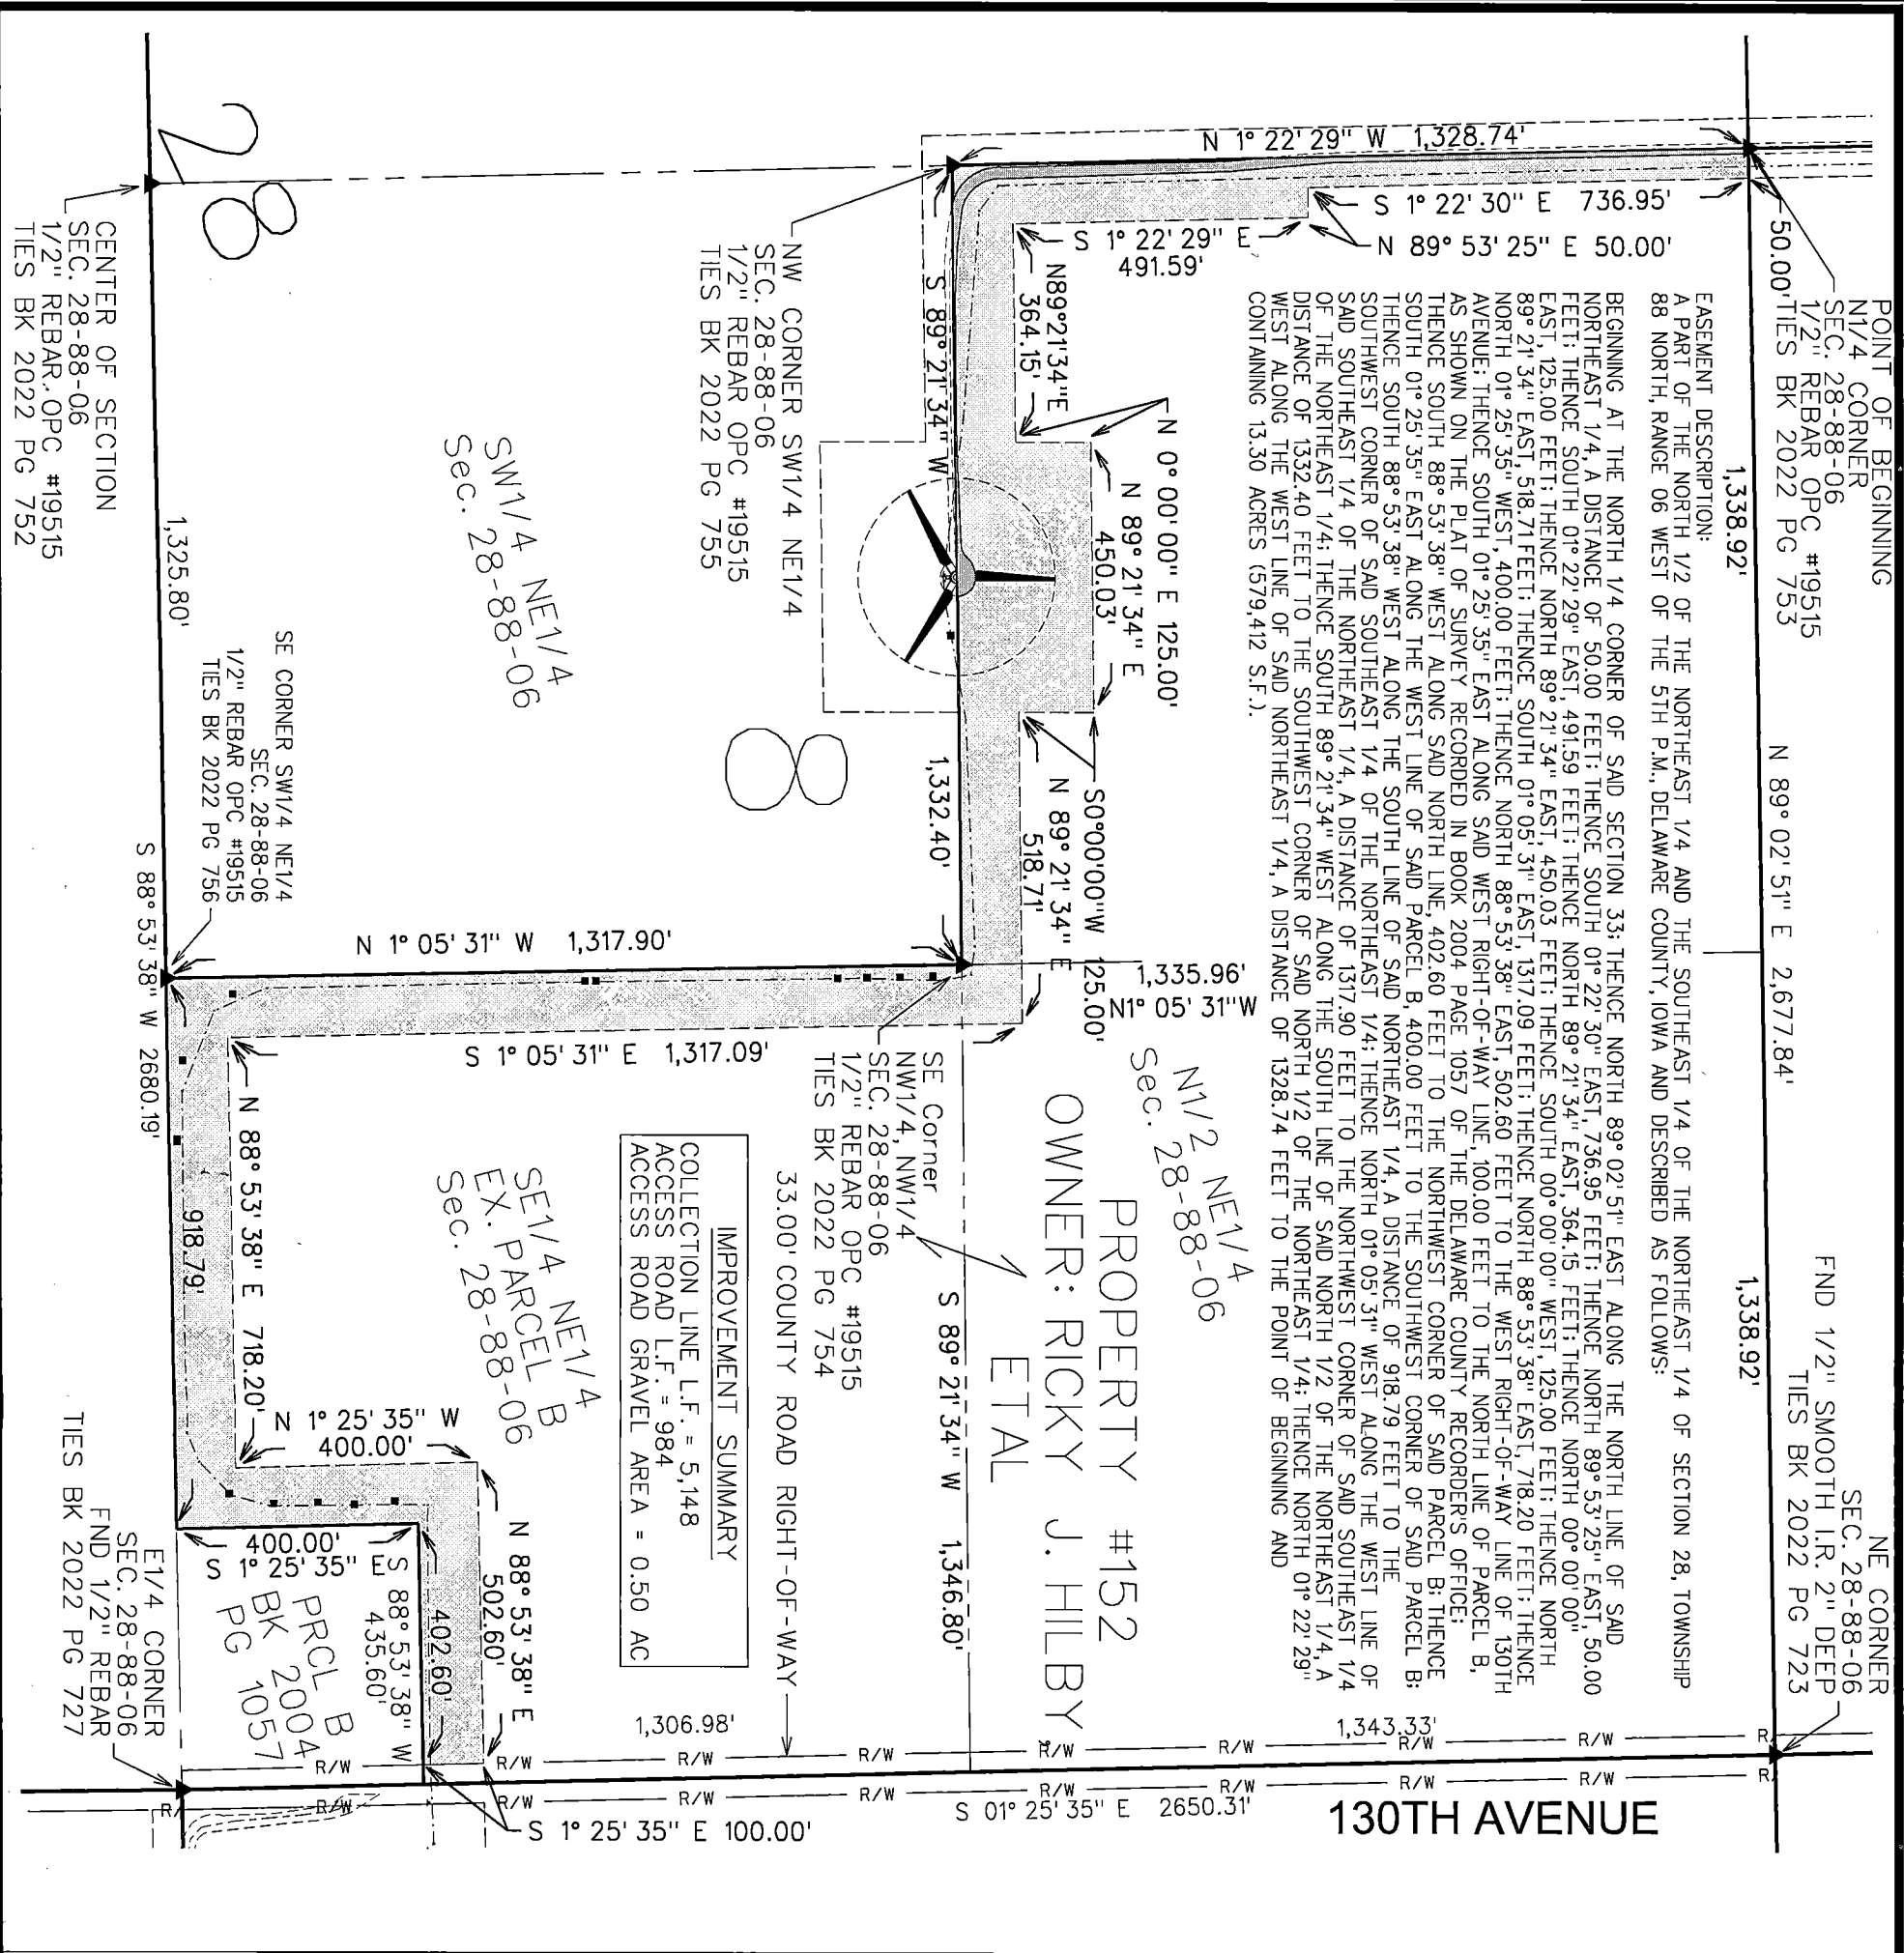 POINT OF BEGINNING
N1/4 CORNER
SEC. 28-88-06
1/2" REBAR OPC #19515
TIES BK 2022 PG 753
50.00'
1,338.92'
N 89° 02' 51" E 2,677.84'
1,338.92'
NE CORNER
SEC. 28-88-06
FND 1/2" SMOOTH I.R. 2" DEEP
TIES BK 2022 PG 723
EASEMENT DESCRIPTION:
A PART OF THE NORTH 1/2 OF THE NORTHEAST 1/4 AND THE SOUTHEAST 1/4 OF THE NORTHEAST 1/4 OF SECTION 28, TOWNSHIP
88 NORTH, RANGE 06 WEST OF THE 5TH P.M., DELAWARE COUNTY, IOWA AND DESCRIBED AS FOLLOWS:
BEGINNING AT THE NORTH 1/4 CORNER OF SAID SECTION 33; THENCE NORTH 89° 02' 51" EAST ALONG THE NORTH LINE OF SAID
NORTHEAST 1/4, A DISTANCE OF 50.00 FEET; THENCE SOUTH 01° 22' 30" EAST, 736.95 FEET; THENCE NORTH 89° 53' 25" EAST, 50.00
FEET; THENCE SOUTH 01° 22' 29" EAST, 491.59 FEET; THENCE NORTH 89° 21' 34" EAST, 364.15 FEET; THENCE NORTH 00° 00' 00"
EAST, 125.00 FEET; THENCE NORTH 89° 21' 34" EAST, 450.03 FEET; THENCE SOUTH 00° 00' 00" WEST, 125.00 FEET; THENCE NORTH
89° 21' 34" EAST, 518.71 FEET; THENCE SOUTH 01° 05' 31" EAST, 1317.09 FEET; THENCE NORTH 88° 53' 38" EAST, 718.20 FEET; THENCE
NORTH 01° 25' 35" WEST, 400.00 FEET; THENCE NORTH 88° 53' 38" EAST, 502.60 FEET TO THE WEST RIGHT-OF-WAY LINE OF 130TH
AVENUE; THENCE SOUTH 01° 25' 35" EAST ALONG SAID WEST RIGHT-OF-WAY LINE, 100.00 FEET TO THE NORTH LINE OF PARCEL B,
AS SHOWN ON THE PLAT OF SURVEY RECORDED IN BOOK 2004 PAGE 1057 OF THE DELAWARE COUNTY RECORDER'S OFFICE;
THENCE SOUTH 88° 53' 38" WEST ALONG SAID NORTH LINE, 402.60 FEET TO THE NORTHWEST CORNER OF SAID PARCEL B; THENCE
SOUTH 01° 25' 35" EAST ALONG THE WEST LINE OF SAID PARCEL B, 400.00 FEET TO THE SOUTHWEST CORNER OF SAID PARCEL B;
THENCE SOUTH 88° 53' 38" WEST ALONG THE SOUTH LINE OF SAID NORTHEAST 1/4, A DISTANCE OF 918.79 FEET TO THE
SOUTHWEST CORNER OF SAID SOUTHEAST 1/4 OF THE NORTHEAST 1/4; THENCE NORTH 01° 05' 31" WEST ALONG THE WEST LINE OF
SAID SOUTHEAST 1/4 OF THE NORTHEAST 1/4, A DISTANCE OF 1317.90 FEET TO THE NORTHWEST CORNER OF SAID SOUTHEAST 1/4
OF THE NORTHEAST 1/4; THENCE SOUTH 89° 21' 34" WEST ALONG THE SOUTH LINE OF SAID NORTH 1/2 OF THE NORTHEAST 1/4, A
DISTANCE OF 1332.40 FEET TO THE SOUTHWEST CORNER OF SAID NORTH 1/2 OF THE NORTHEAST 1/4; THENCE NORTH 01° 22' 29"
WEST ALONG THE WEST LINE OF SAID NORTHEAST 1/4, A DISTANCE OF 1328.74 FEET TO THE POINT OF BEGINNING AND
CONTAINING 13.30 ACRES (579,412 S.F.).
N 1° 22' 29" W 1,328.74'
S 1° 22' 30" E 736.95'
N 89° 53' 25" E 50.00'
S 1° 22' 29" E
491.59'
N89°21'34"E
364.15'
N 0° 00' 00" E 125.00'
N 89° 21' 34" E
450.03'
S0°00'00"W 125.00'
N 89° 21' 34" E
518.71'
1,335.96'
N1° 05' 31"W
N1/2 NE1/4
Sec. 28-88-06
PROPERTY #152
OWNER: RICKY J. HILBY
ETAL
1,343.33'
S 89° 21' 34" W
1,332.40'
S 89° 21' 34" W 1,346.80'
NW CORNER SW1/4 NE1/4
SEC. 28-88-06
1/2" REBAR OPC #19515
TIES BK 2022 PG 755
8
SE Corner
NW1/4, NW1/4
SEC. 28-88-06
1/2" REBAR OPC #19515
TIES BK 2022 PG 754
33.00' COUNTY ROAD RIGHT-OF-WAY
1,306.98'
IMPROVEMENT SUMMARY
COLLECTION LINE L.F. = 5,148
ACCESS ROAD L.F. = 984
ACCESS ROAD GRAVEL AREA = 0.50 AC
SW1/4 NE1/4
Sec. 28-88-06
N 1° 05' 31" W 1,317.90'
S 1° 05' 31" E 1,317.09'
SE1/4 NE1/4
EX. PARCEL B
Sec. 28-88-06
N 88° 53' 38" E 718.20'
N 1° 25' 35" W
400.00'
N 88° 53' 38" E
502.60'
402.60'
S 88° 53' 38" W
435.60'
400.00'
S 1° 25' 35" E
PRCL B
BK 2004
PG 1057
918.79'
28
1,325.80'
S 88° 53' 38" W 2680.19'
SE CORNER SW1/4 NE1/4
SEC. 28-88-06
1/2" REBAR OPC #19515
TIES BK 2022 PG 756
CENTER OF SECTION
SEC. 28-88-06
1/2" REBAR OPC #19515
TIES BK 2022 PG 752
E1/4 CORNER
SEC. 28-88-06
FND 1/2" REBAR
TIES BK 2022 PG 727
R/W R/W R/W R/W R/W R/W R/W R/W R
R/ R/W R/W R/W R/W R/W R/W R/W R/W R
S 1° 25' 35" E 100.00'
S 01° 25' 35" E 2650.31'
130TH AVENUE